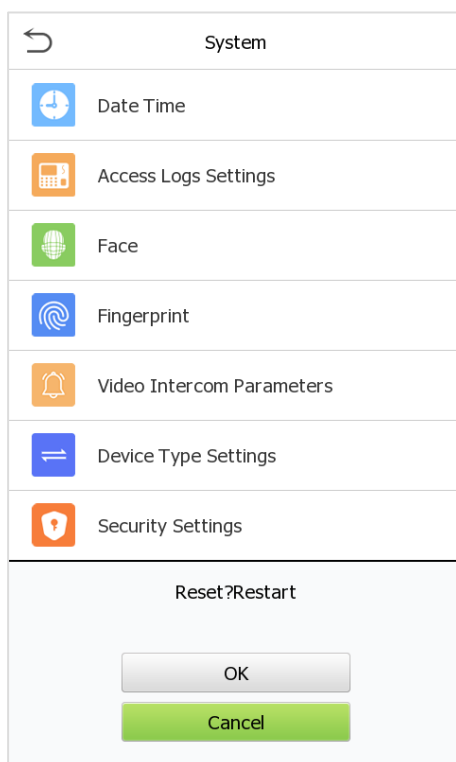 System
Date Time
Access Logs Settings
Face
Fingerprint
Video Intercom Parameters
Device Type Settings
Security Settings
Reset?Restart
OK
Cancel